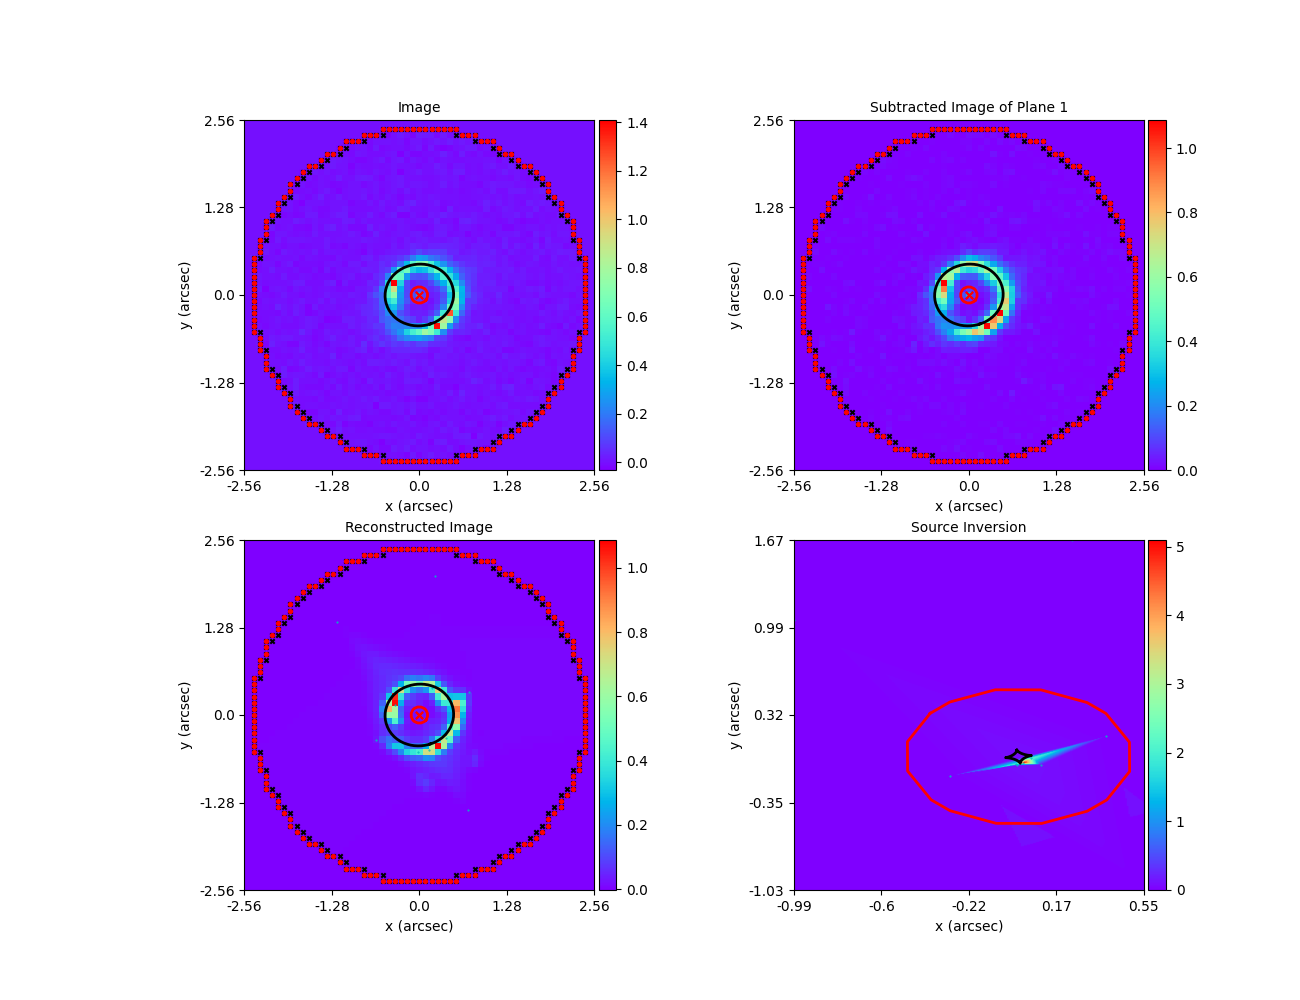 Image
2.56
1.28
0.0
-1.28
-2.56
y (arcsec)
-2.56 -1.28 0.0 1.28 2.56
x (arcsec)
1.4
1.2
1.0
0.8
0.6
0.4
0.2
0.0
Subtracted Image of Plane 1
2.56
1.28
0.0
-1.28
-2.56
y (arcsec)
-2.56 -1.28 0.0 1.28 2.56
x (arcsec)
1.0
0.8
0.6
0.4
0.2
0.0
Reconstructed Image
2.56
1.28
0.0
-1.28
-2.56
y (arcsec)
-2.56 -1.28 0.0 1.28 2.56
x (arcsec)
1.0
0.8
0.6
0.4
0.2
0.0
Source Inversion
1.67
0.99
0.32
-0.35
-1.03
y (arcsec)
-0.99 -0.6 -0.22 0.17 0.55
x (arcsec)
5
4
3
2
1
0